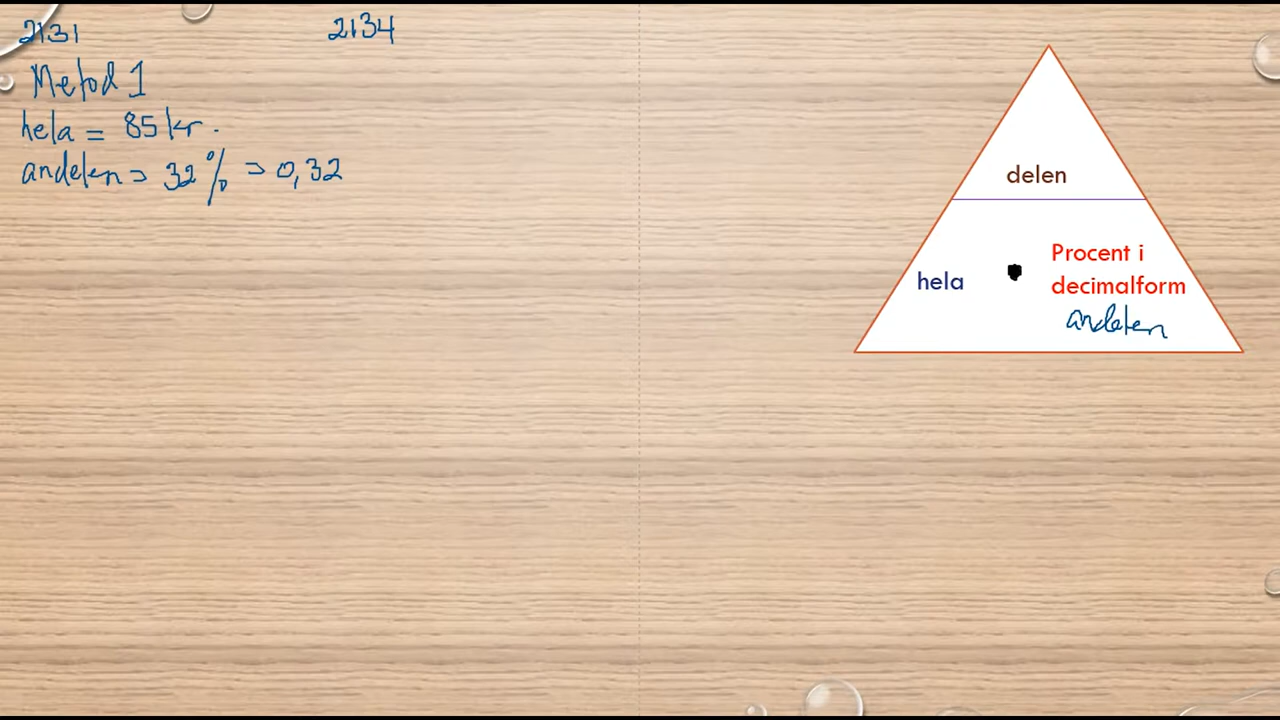 2131
2134
Metod 1
hela = 85 kr.
andelen = 32% = 0,32
delen
hela
Procent i
decimalform
andelen